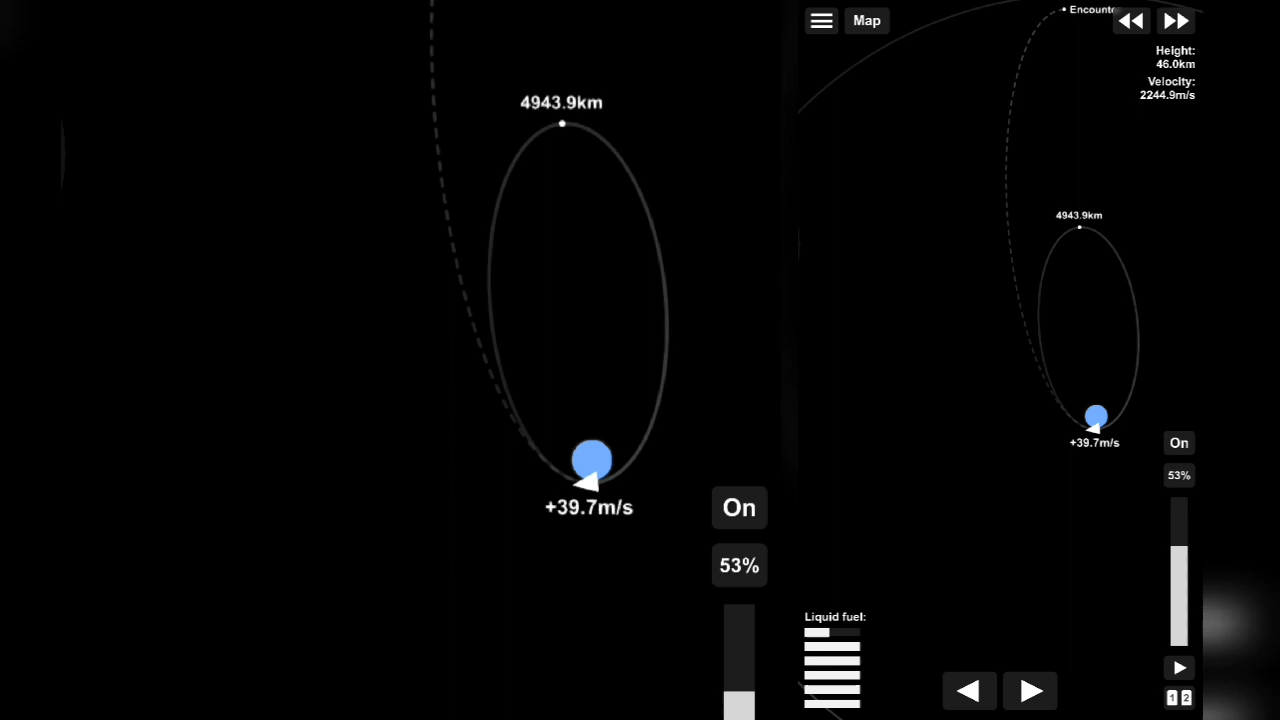 4943.9km
+39.7m/s
On
53%
Map
Encounte
Height:
46.0km
Velocity:
2244.9m/s
4943.9km
+39.7m/s
On
53%
Liquid fuel:
1 2